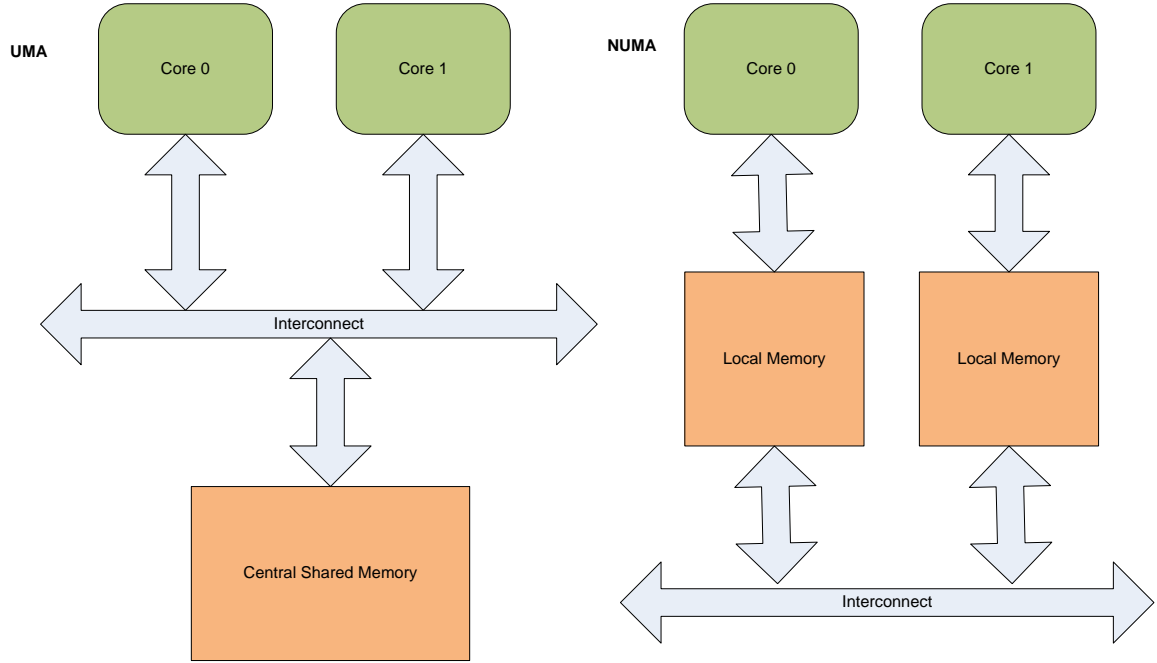 UMA
Core 0
Core 1
Interconnect
Central Shared Memory
NUMA
Core 0
Core 1
Local Memory
Local Memory
Interconnect